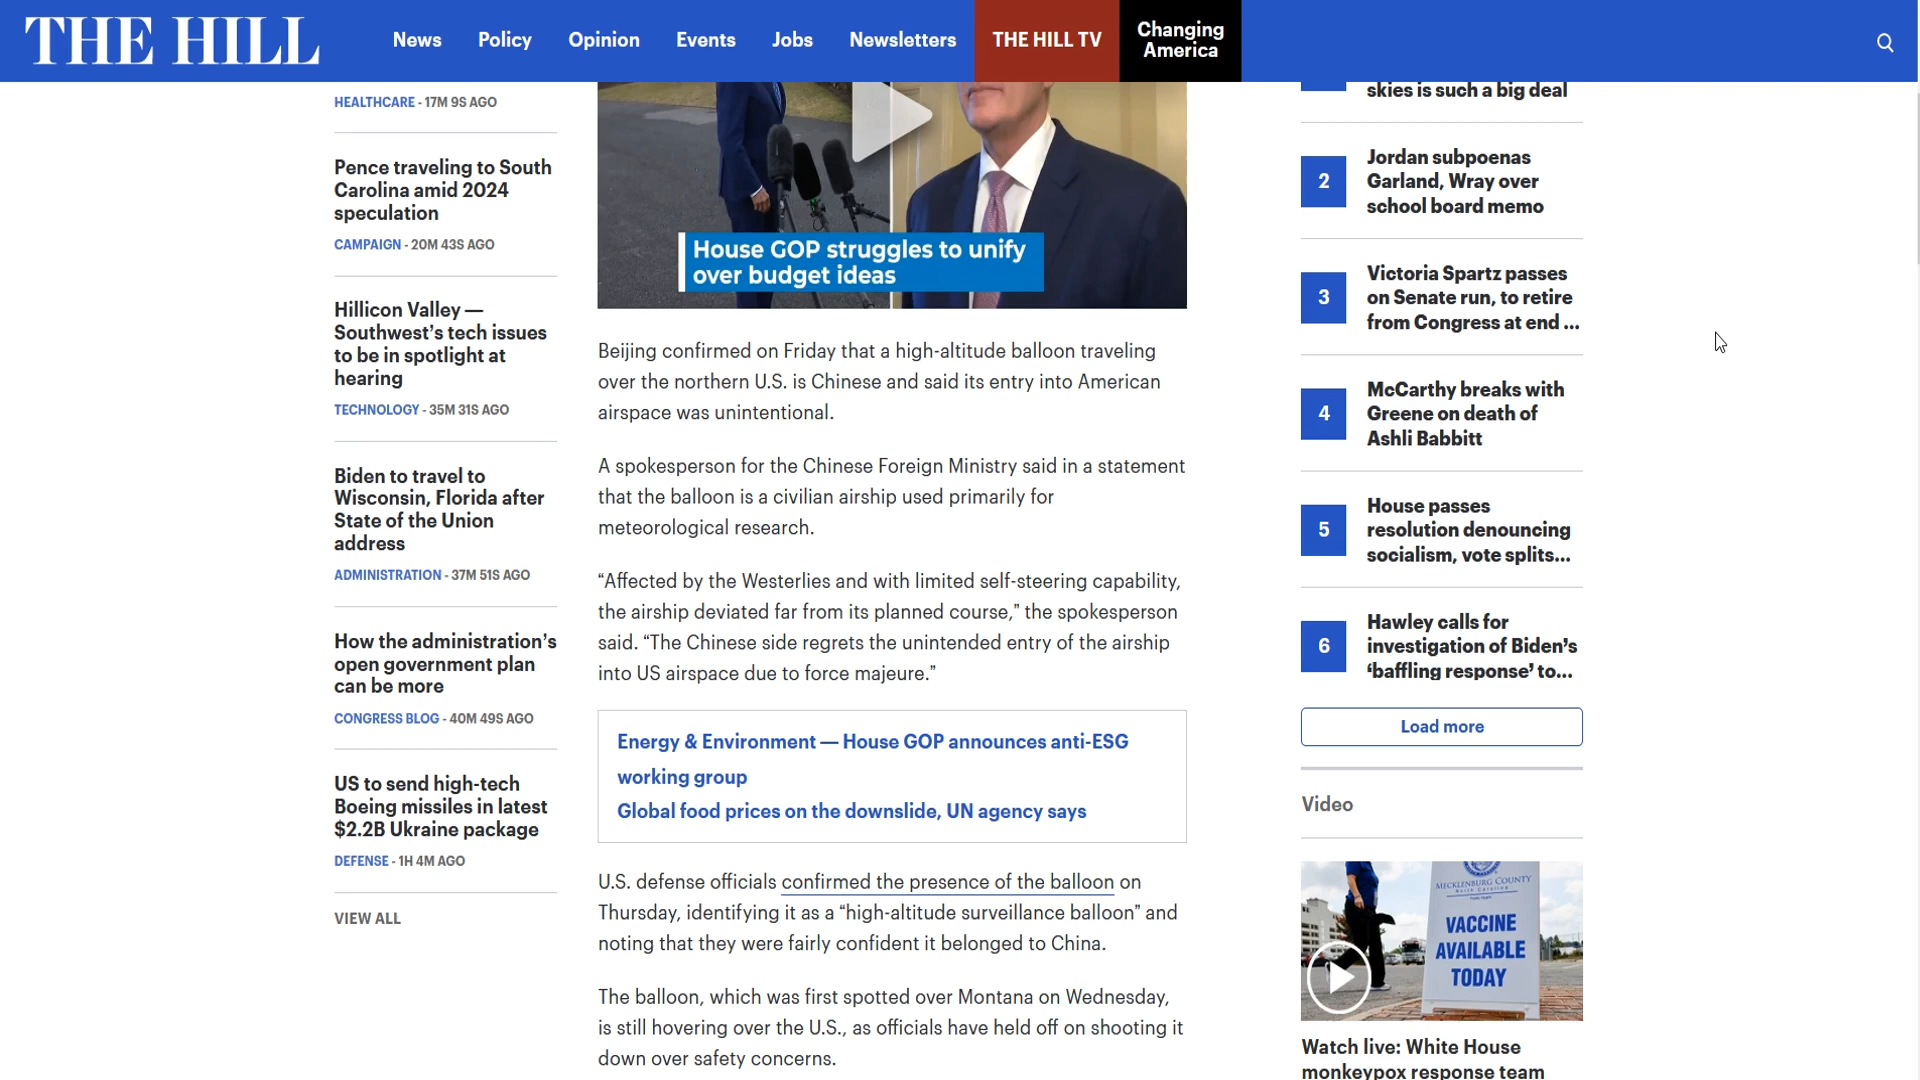 THE HILL
News
Policy
Opinion
Events
Jobs
Newsletters
THE HILL TV
Changing
America
HEALTHCARE - 17M 9S AGO
Pence traveling to South
Carolina amid 2024
speculation
CAMPAIGN - 20M 43S AGO
Hillicon Valley —
Southwest’s tech issues
to be in spotlight at
hearing
TECHNOLOGY - 35M 31S AGO
Biden to travel to
Wisconsin, Florida after
State of the Union
address
ADMINISTRATION - 37M 51S AGO
How the administration’s
open government plan
can be more
CONGRESS BLOG - 40M 49S AGO
US to send high-tech
Boeing missiles in latest
$2.2B Ukraine package
DEFENSE - 1H 4M AGO
VIEW ALL
House GOP struggles to unify
over budget ideas
Beijing confirmed on Friday that a high-altitude balloon traveling
over the northern U.S. is Chinese and said its entry into American
airspace was unintentional.
A spokesperson for the Chinese Foreign Ministry said in a statement
that the balloon is a civilian airship used primarily for
meteorological research.
“Affected by the Westerlies and with limited self-steering capability,
the airship deviated far from its planned course,” the spokesperson
said. “The Chinese side regrets the unintended entry of the airship
into US airspace due to force majeure.”
Energy & Environment — House GOP announces anti-ESG
working group
Global food prices on the downslide, UN agency says
U.S. defense officials confirmed the presence of the balloon on
Thursday, identifying it as a “high-altitude surveillance balloon” and
noting that they were fairly confident it belonged to China.
The balloon, which was first spotted over Montana on Wednesday,
is still hovering over the U.S., as officials have held off on shooting it
down over safety concerns.
skies is such a big deal
2
Jordan subpoenas
Garland, Wray over
school board memo
3
Victoria Spartz passes
on Senate run, to retire
from Congress at end ...
4
McCarthy breaks with
Greene on death of
Ashli Babbitt
5
House passes
resolution denouncing
socialism, vote splits...
6
Hawley calls for
investigation of Biden’s
‘baffling response’ to...
Load more
Video
MECKLENBURG COUNTY
VACCINE
AVAILABLE
TODAY
Watch live: White House
monkeypox response team